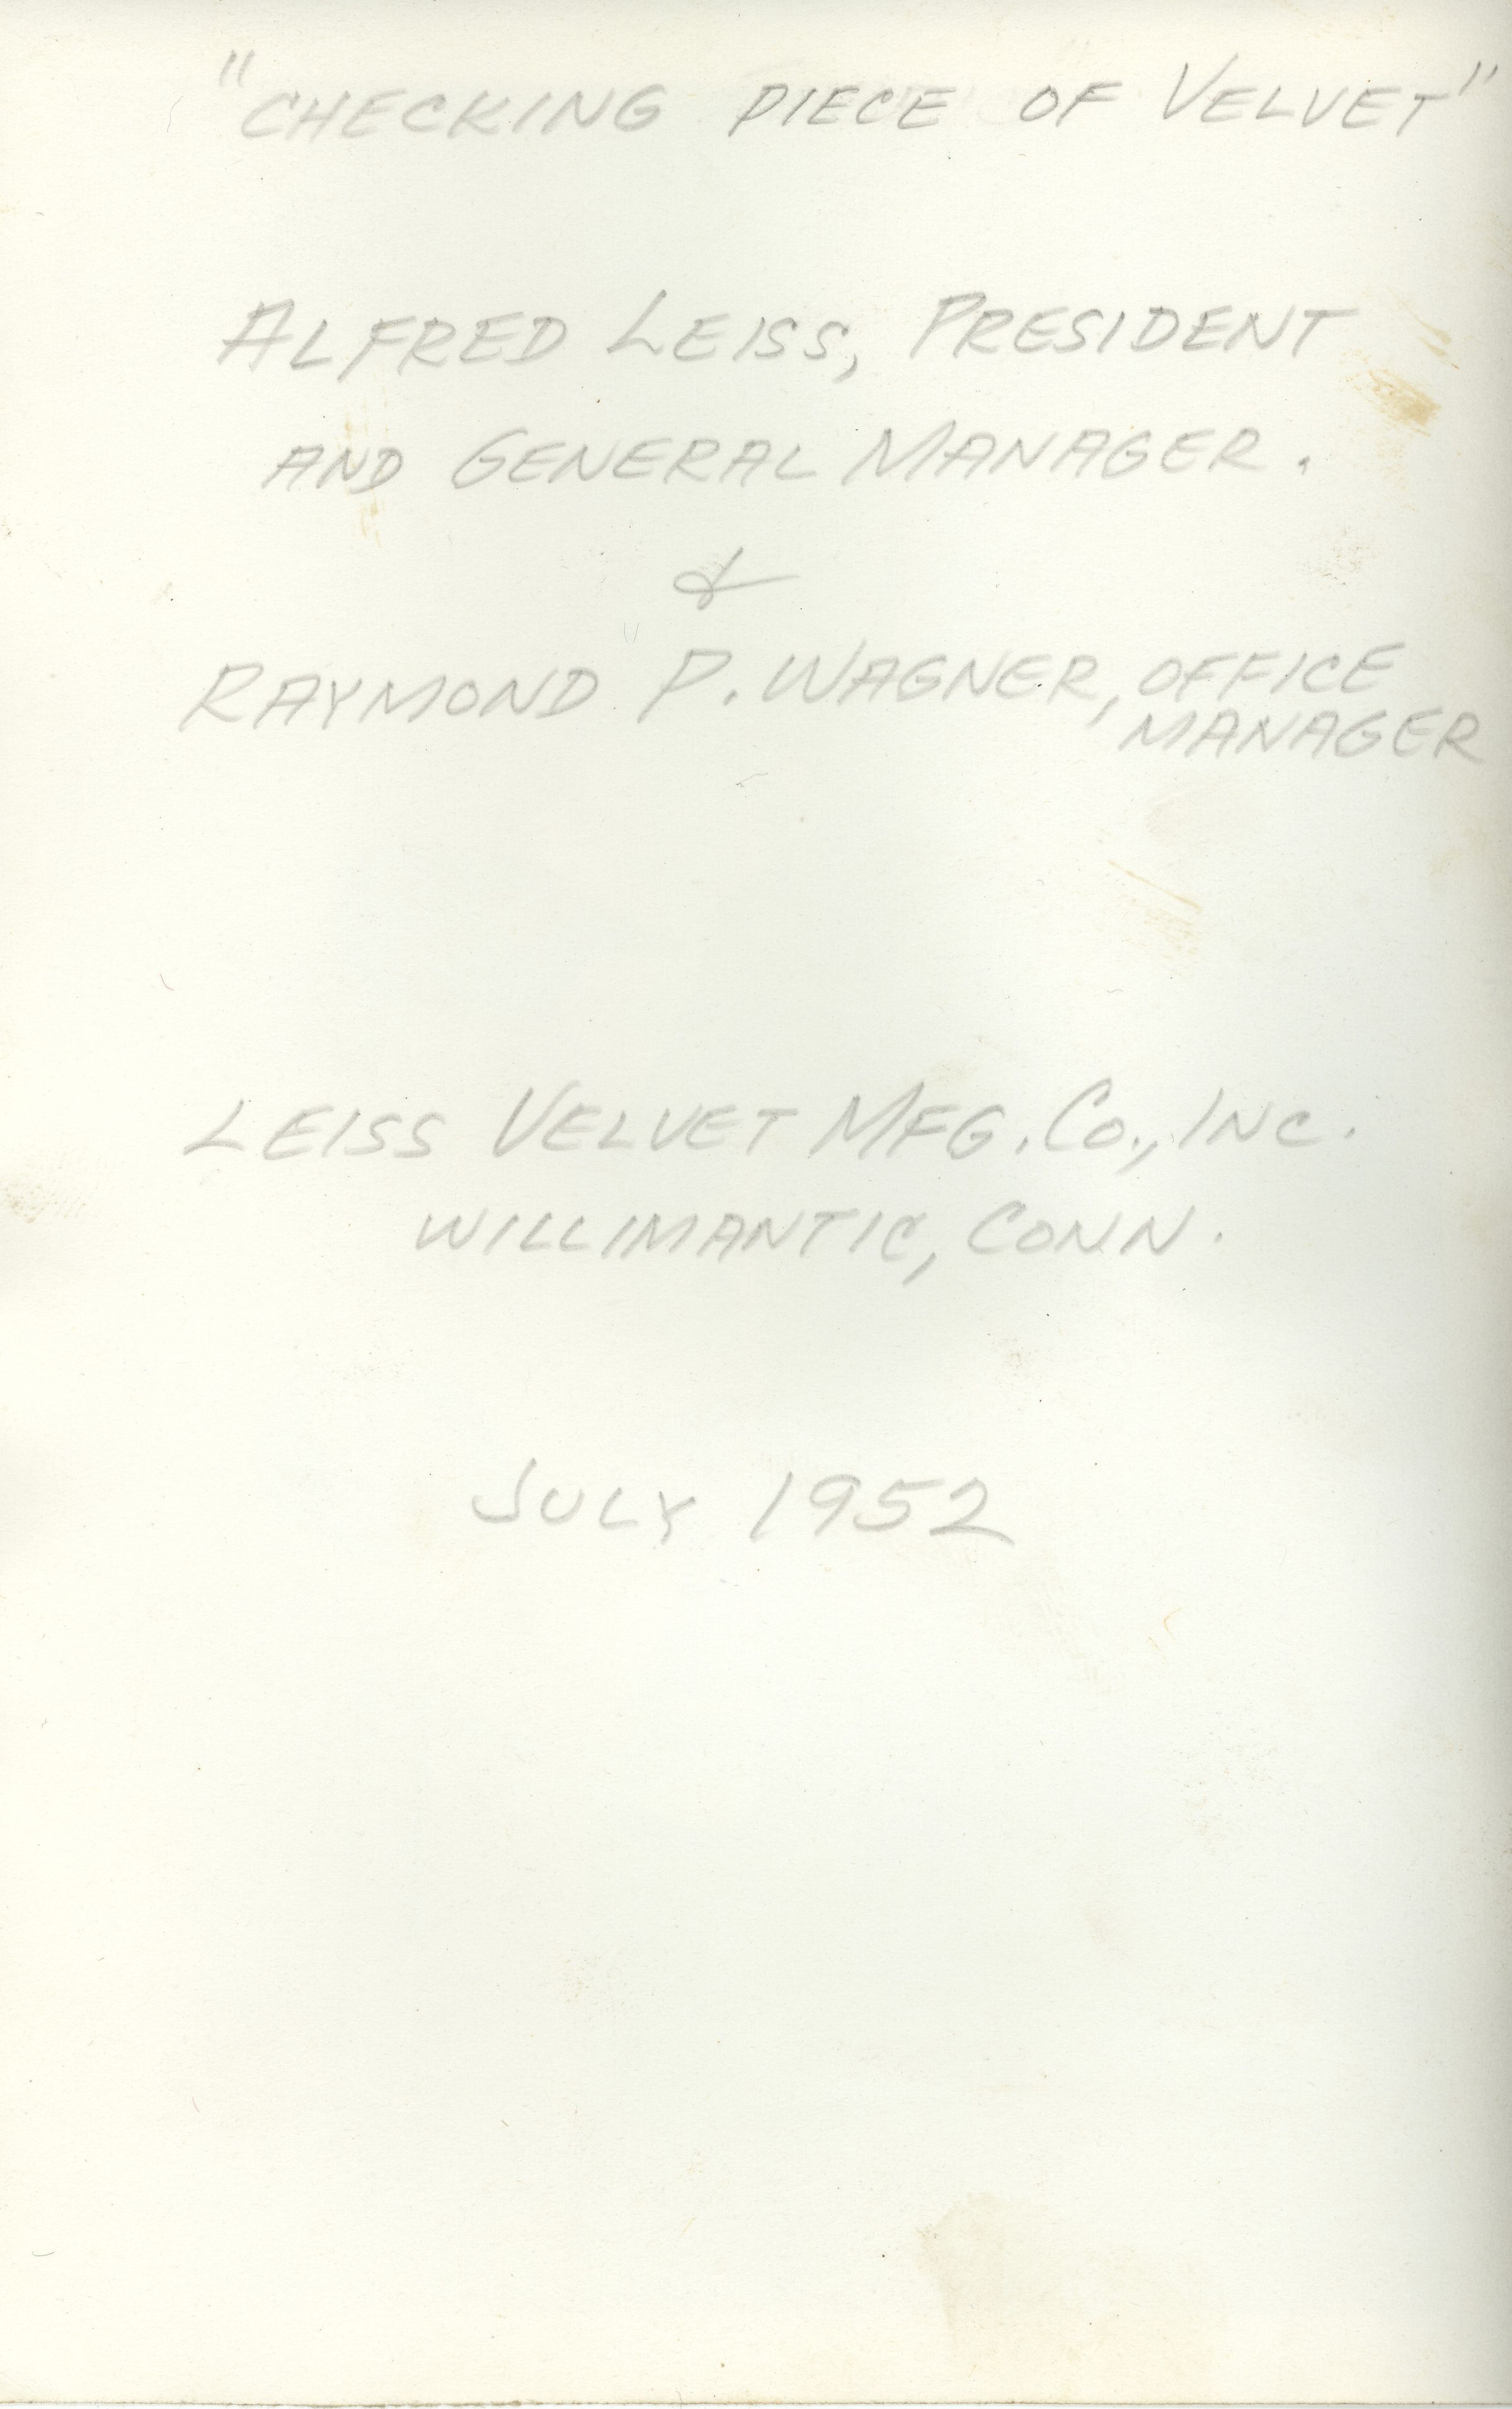 "CHECKING PIECE OF VELVET"
ALFRED LEISS, PRESIDENT
AND GENERAL MANAGER.
&
RAYMOND P. WAGNER, OFFICE
MANAGER
LEISS VELVET MFG. CO., INC.
WILLIMANTIC, CONN.
JULY 1952